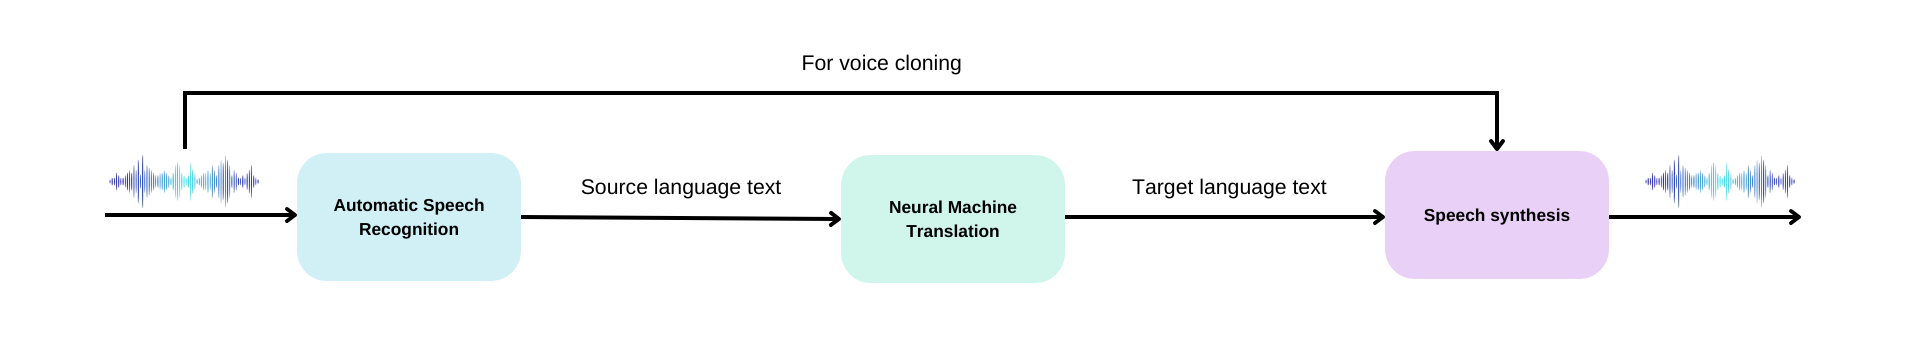 For voice cloning
Automatic Speech
Recognition
Source language text
Neural Machine
Translation
Target language text
Speech synthesis